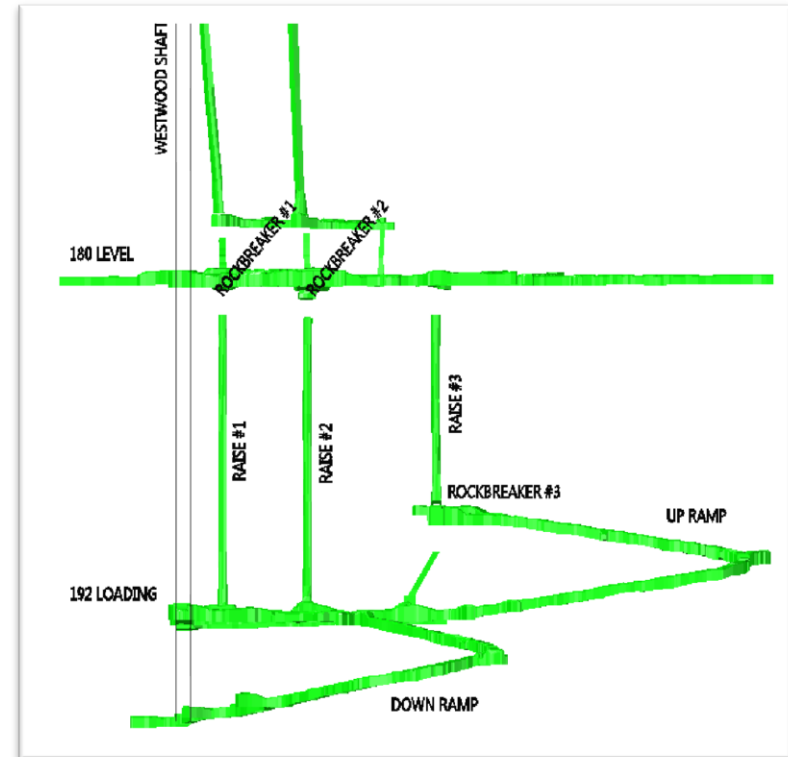 WESTWOOD SHAFT
ROCKBREAKER #1
ROCKBREAKER #2
180 LEVEL
RAISE #1
RAISE #2
RAISE #3
ROCKBREAKER #3
UP RAMP
192 LOADING
DOWN RAMP